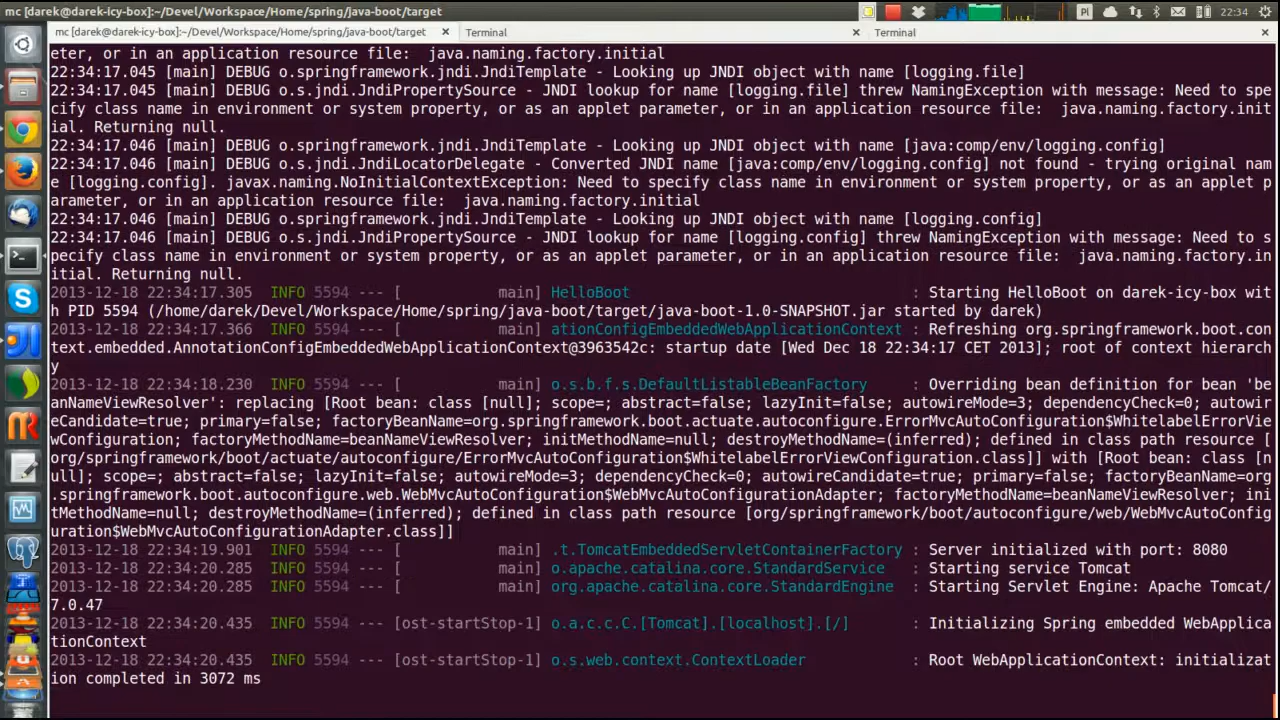 mc [darek@darek-icy-box]:~/Devel/Workspace/Home/spring/java-boot/target
Pl
22:34
mc [darek@darek-icy-box]:~/Devel/Workspace/Home/spring/java-boot/target
Terminal
Terminal
eter, or in an application resource file:  java.naming.factory.initial
22:34:17.045 [main] DEBUG o.springframework.jndi.JndiTemplate - Looking up JNDI object with name [logging.file]
22:34:17.045 [main] DEBUG o.s.jndi.JndiPropertySource - JNDI lookup for name [logging.file] threw NamingException with message: Need to spe
cify class name in environment or system property, or as an applet parameter, or in an application resource file:  java.naming.factory.init
ial. Returning null.
22:34:17.046 [main] DEBUG o.springframework.jndi.JndiTemplate - Looking up JNDI object with name [java:comp/env/logging.config]
22:34:17.046 [main] DEBUG o.s.jndi.JndiLocatorDelegate - Converted JNDI name [java:comp/env/logging.config] not found - trying original nam
e [logging.config]. javax.naming.NoInitialContextException: Need to specify class name in environment or system property, or as an applet p
arameter, or in an application resource file:  java.naming.factory.initial
22:34:17.046 [main] DEBUG o.springframework.jndi.JndiTemplate - Looking up JNDI object with name [logging.config]
22:34:17.046 [main] DEBUG o.s.jndi.JndiPropertySource - JNDI lookup for name [logging.config] threw NamingException with message: Need to s
pecify class name in environment or system property, or as an applet parameter, or in an application resource file:  java.naming.factory.in
itial. Returning null.
2013-12-18 22:34:17.305  INFO 5594 --- [           main] HelloBoot                                : Starting HelloBoot on darek-icy-box wit
h PID 5594 (/home/darek/Devel/Workspace/Home/spring/java-boot/target/java-boot-1.0-SNAPSHOT.jar started by darek)
2013-12-18 22:34:17.366  INFO 5594 --- [           main] ationConfigEmbeddedWebApplicationContext : Refreshing org.springframework.boot.con
text.embedded.AnnotationConfigEmbeddedWebApplicationContext@3963542c: startup date [Wed Dec 18 22:34:17 CET 2013]; root of context hierarch
y
2013-12-18 22:34:18.230  INFO 5594 --- [           main] o.s.b.f.s.DefaultListableBeanFactory     : Overriding bean definition for bean 'be
anNameViewResolver': replacing [Root bean: class [null]; scope=; abstract=false; lazyInit=false; autowireMode=3; dependencyCheck=0; autowir
eCandidate=true; primary=false; factoryBeanName=org.springframework.boot.actuate.autoconfigure.ErrorMvcAutoConfiguration$WhitelabelErrorVie
wConfiguration; factoryMethodName=beanNameViewResolver; initMethodName=null; destroyMethodName=(inferred); defined in class path resource [
org/springframework/boot/actuate/autoconfigure/ErrorMvcAutoConfiguration$WhitelabelErrorViewConfiguration.class]] with [Root bean: class [n
ull]; scope=; abstract=false; lazyInit=false; autowireMode=3; dependencyCheck=0; autowireCandidate=true; primary=false; factoryBeanName=org
.springframework.boot.autoconfigure.web.WebMvcAutoConfiguration$WebMvcAutoConfigurationAdapter; factoryMethodName=beanNameViewResolver; ini
tMethodName=null; destroyMethodName=(inferred); defined in class path resource [org/springframework/boot/autoconfigure/web/WebMvcAutoConfig
uration$WebMvcAutoConfigurationAdapter.class]]
2013-12-18 22:34:19.901  INFO 5594 --- [           main] .t.TomcatEmbeddedServletContainerFactory : Server initialized with port: 8080
2013-12-18 22:34:20.285  INFO 5594 --- [           main] o.apache.catalina.core.StandardService   : Starting service Tomcat
2013-12-18 22:34:20.285  INFO 5594 --- [           main] org.apache.catalina.core.StandardEngine  : Starting Servlet Engine: Apache Tomcat/
7.0.47
2013-12-18 22:34:20.435  INFO 5594 --- [ost-startStop-1] o.a.c.c.C.[Tomcat].[localhost].[/]       : Initializing Spring embedded WebApplica
tionContext
2013-12-18 22:34:20.435  INFO 5594 --- [ost-startStop-1] o.s.web.context.ContextLoader            : Root WebApplicationContext: initializat
ion completed in 3072 ms